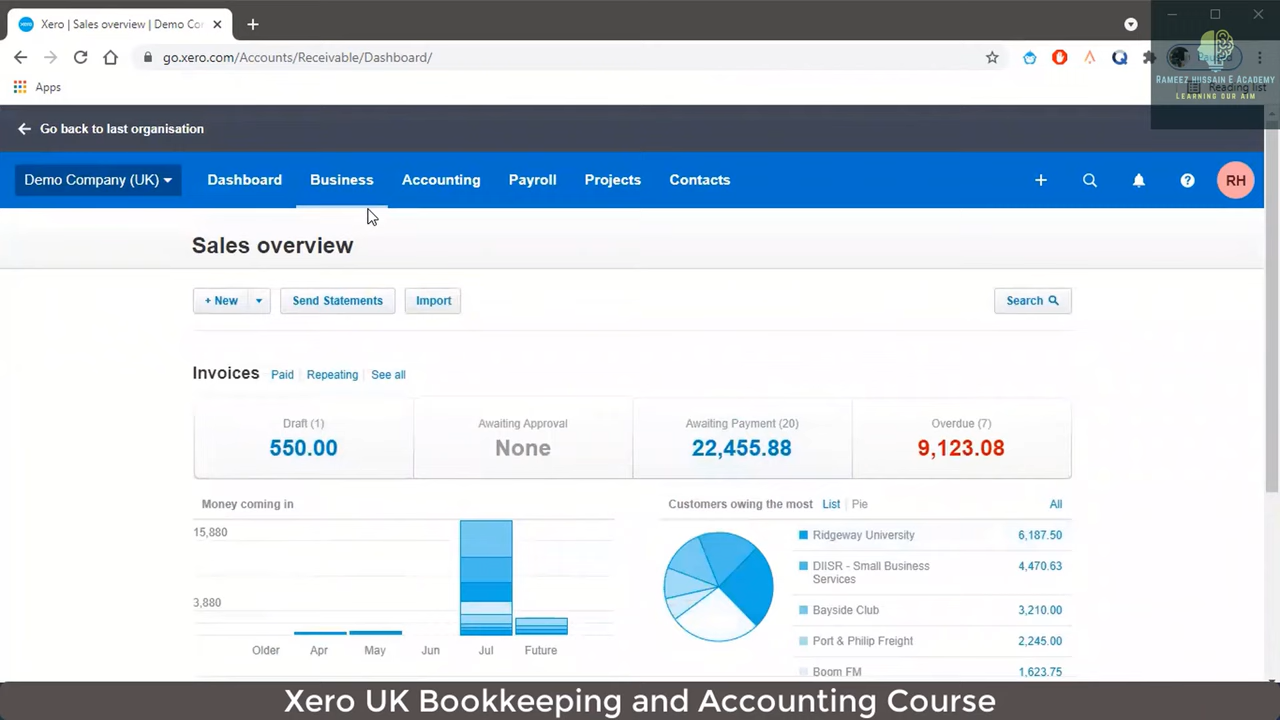 Xero | Sales overview | Demo Co
go.xero.com/Accounts/Receivable/Dashboard/
Apps
Reading list
RAMEEZ HUSSAIN E ACADEMY
LEARNING OUR AIM
Go back to last organisation
Demo Company (UK)
Dashboard
Business
Accounting
Payroll
Projects
Contacts
RH
Sales overview
+ New
Send Statements
Import
Search
Invoices Paid Repeating See all
Draft (1)
550.00
Awaiting Approval
None
Awaiting Payment (20)
22,455.88
Overdue (7)
9,123.08
Money coming in
15,880
3,880
Older Apr May Jun Jul Future
Customers owing the most List Pie All
Ridgeway University 6,187.50
DIISR - Small Business
Services
4,470.63
Bayside Club 3,210.00
Port & Philip Freight 2,245.00
Boom FM 1,623.75
Xero UK Bookkeeping and Accounting Course